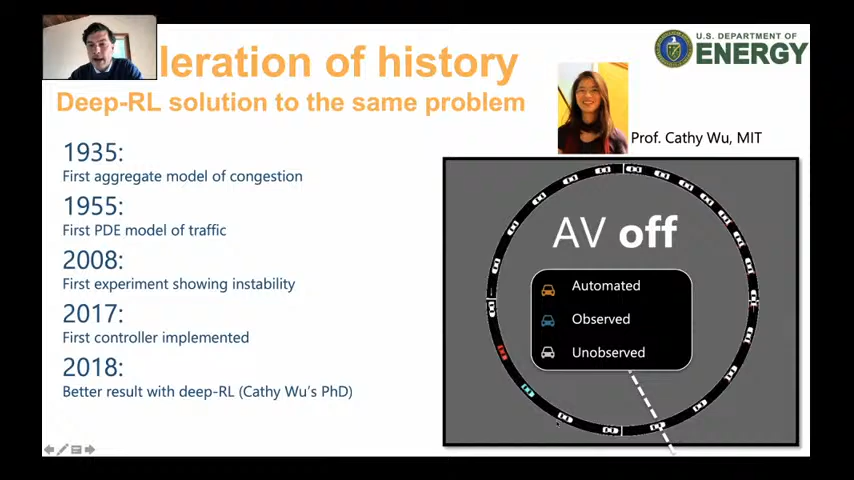 leration of history
Deep-RL solution to the same problem
U.S. DEPARTMENT OF
ENERGY
Prof. Cathy Wu, MIT
1935:
First aggregate model of congestion
1955:
First PDE model of traffic
2008:
First experiment showing instability
2017:
First controller implemented
2018:
Better result with deep-RL (Cathy Wu's PhD)
AV off
Automated
Observed
Unobserved